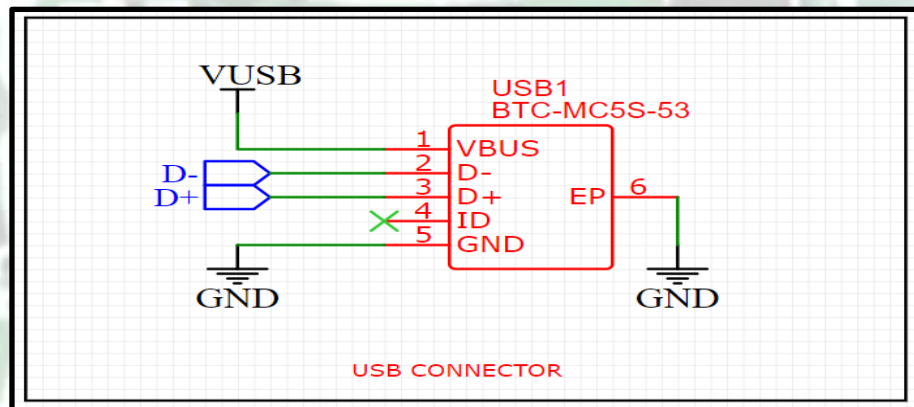 VUSB
USB1
BTC-MC5S-53
1 VBUS
D- 2 D-
D+ 3 D+ EP 6
4 ID
5 GND
GND GND
USB CONNECTOR